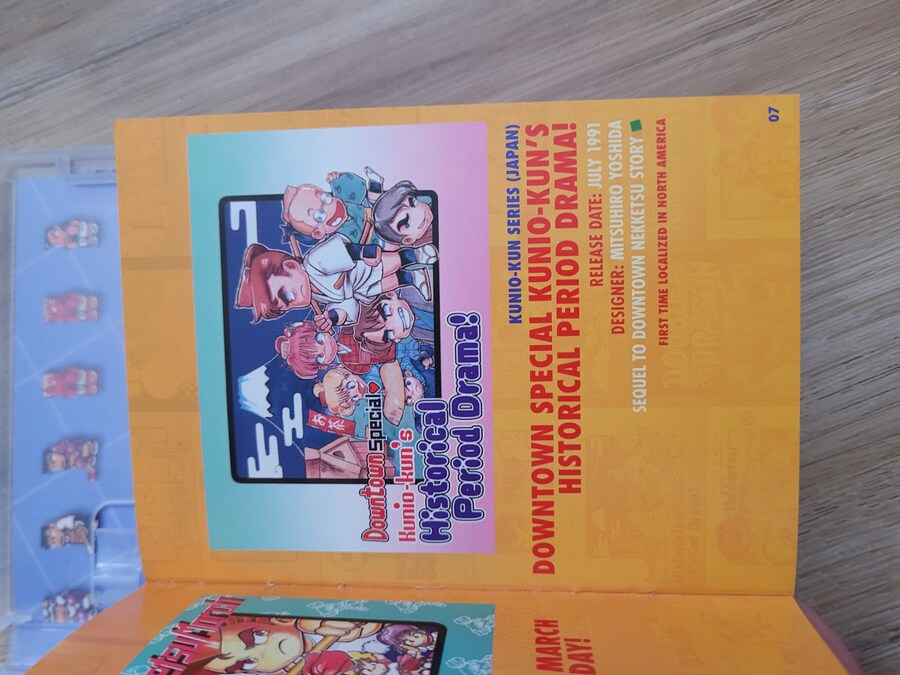 Downtown Special
Kunio-kun's
Historical
Period Drama!
お茶
KUNIO-KUN SERIES (JAPAN)
DOWNTOWN SPECIAL KUNIO-KUN'S
HISTORICAL PERIOD DRAMA!
RELEASE DATE: JULY 1991
DESIGNER: MITSUHIRO YOSHIDA
SEQUEL TO DOWNTOWN NEKKETSU STORY
FIRST TIME LOCALIZED IN NORTH AMERICA
07
MARCH
DAY!